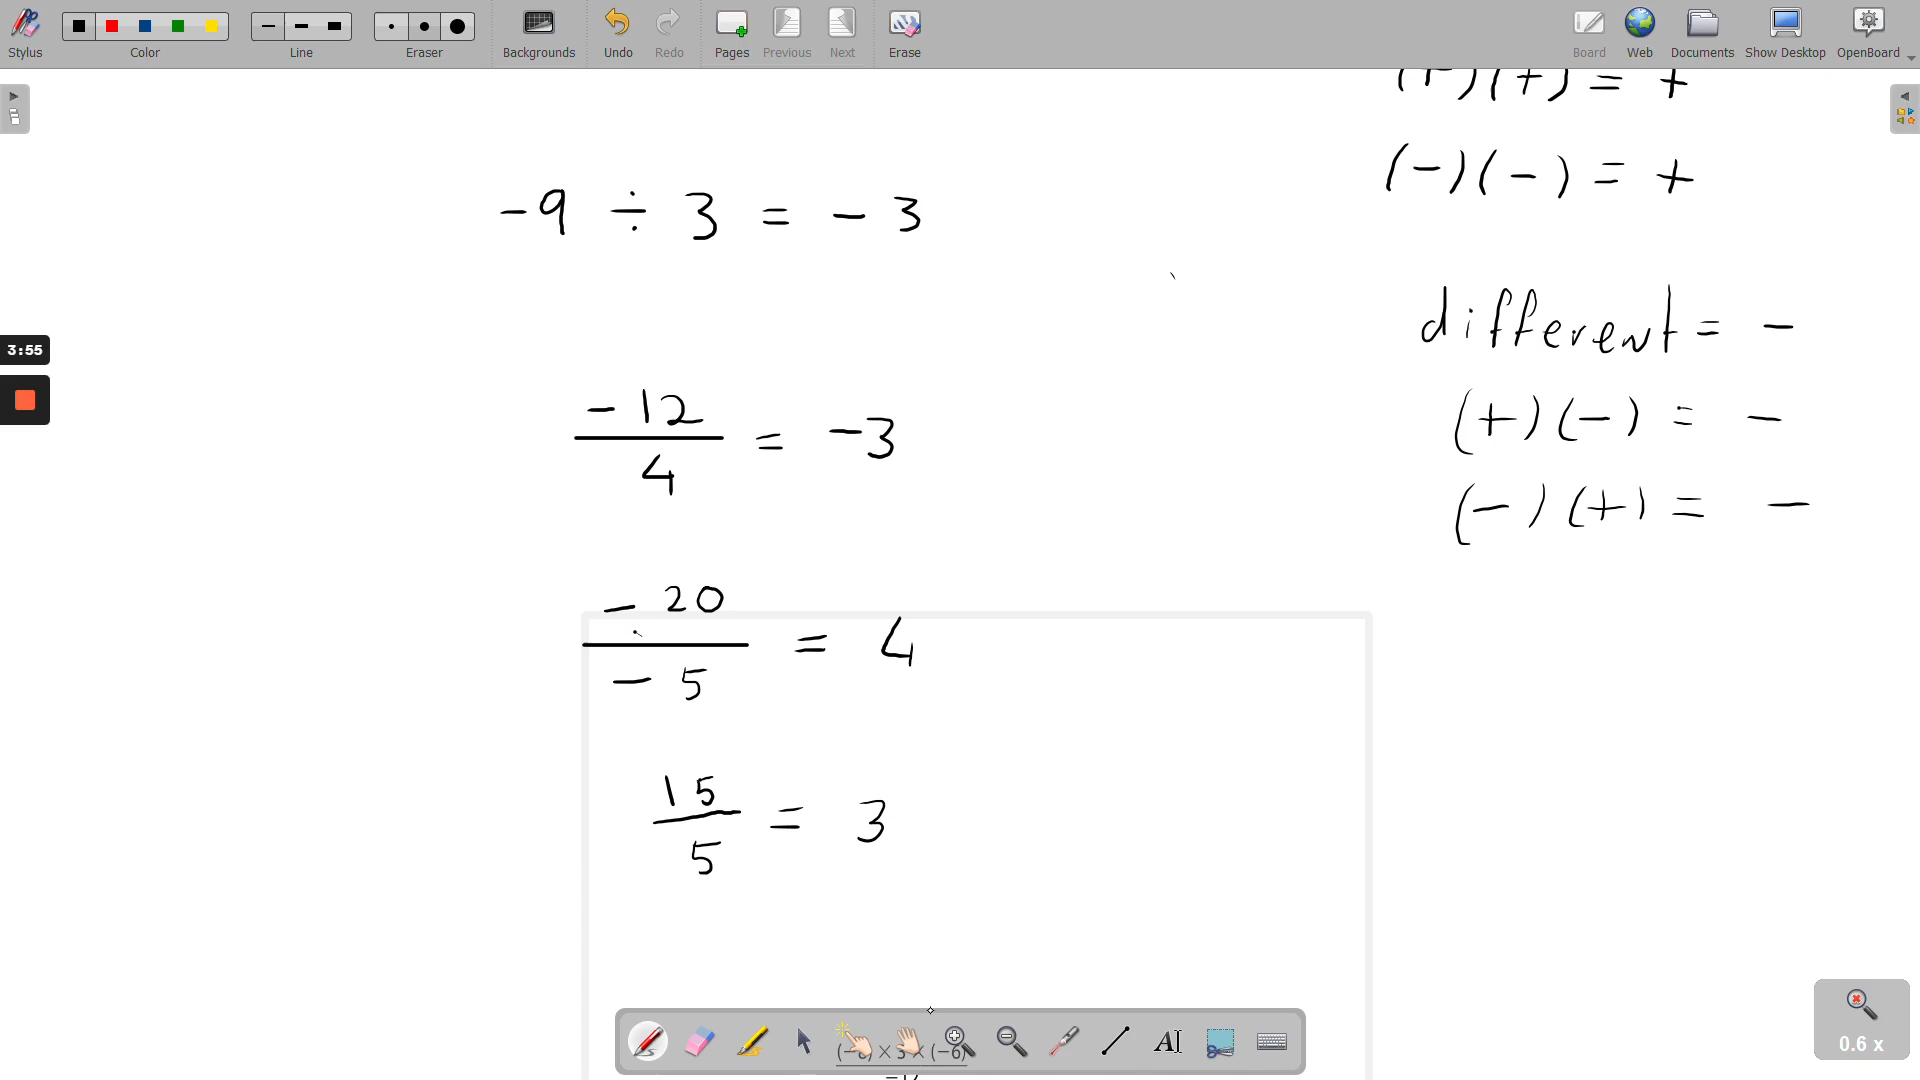 Stylus Color Line Eraser Backgrounds Undo Redo Pages Previous Next Erase Board Web Documents Show Desktop OpenBoard
(+)(+) = +
(-)(-) = +
-9 ÷ 3 = -3
different = -
3:55
-12
4
= -3
(+)(-) = -
(-)(+) = -
-20
-5
= 4
15
5
= 3
0.6 x